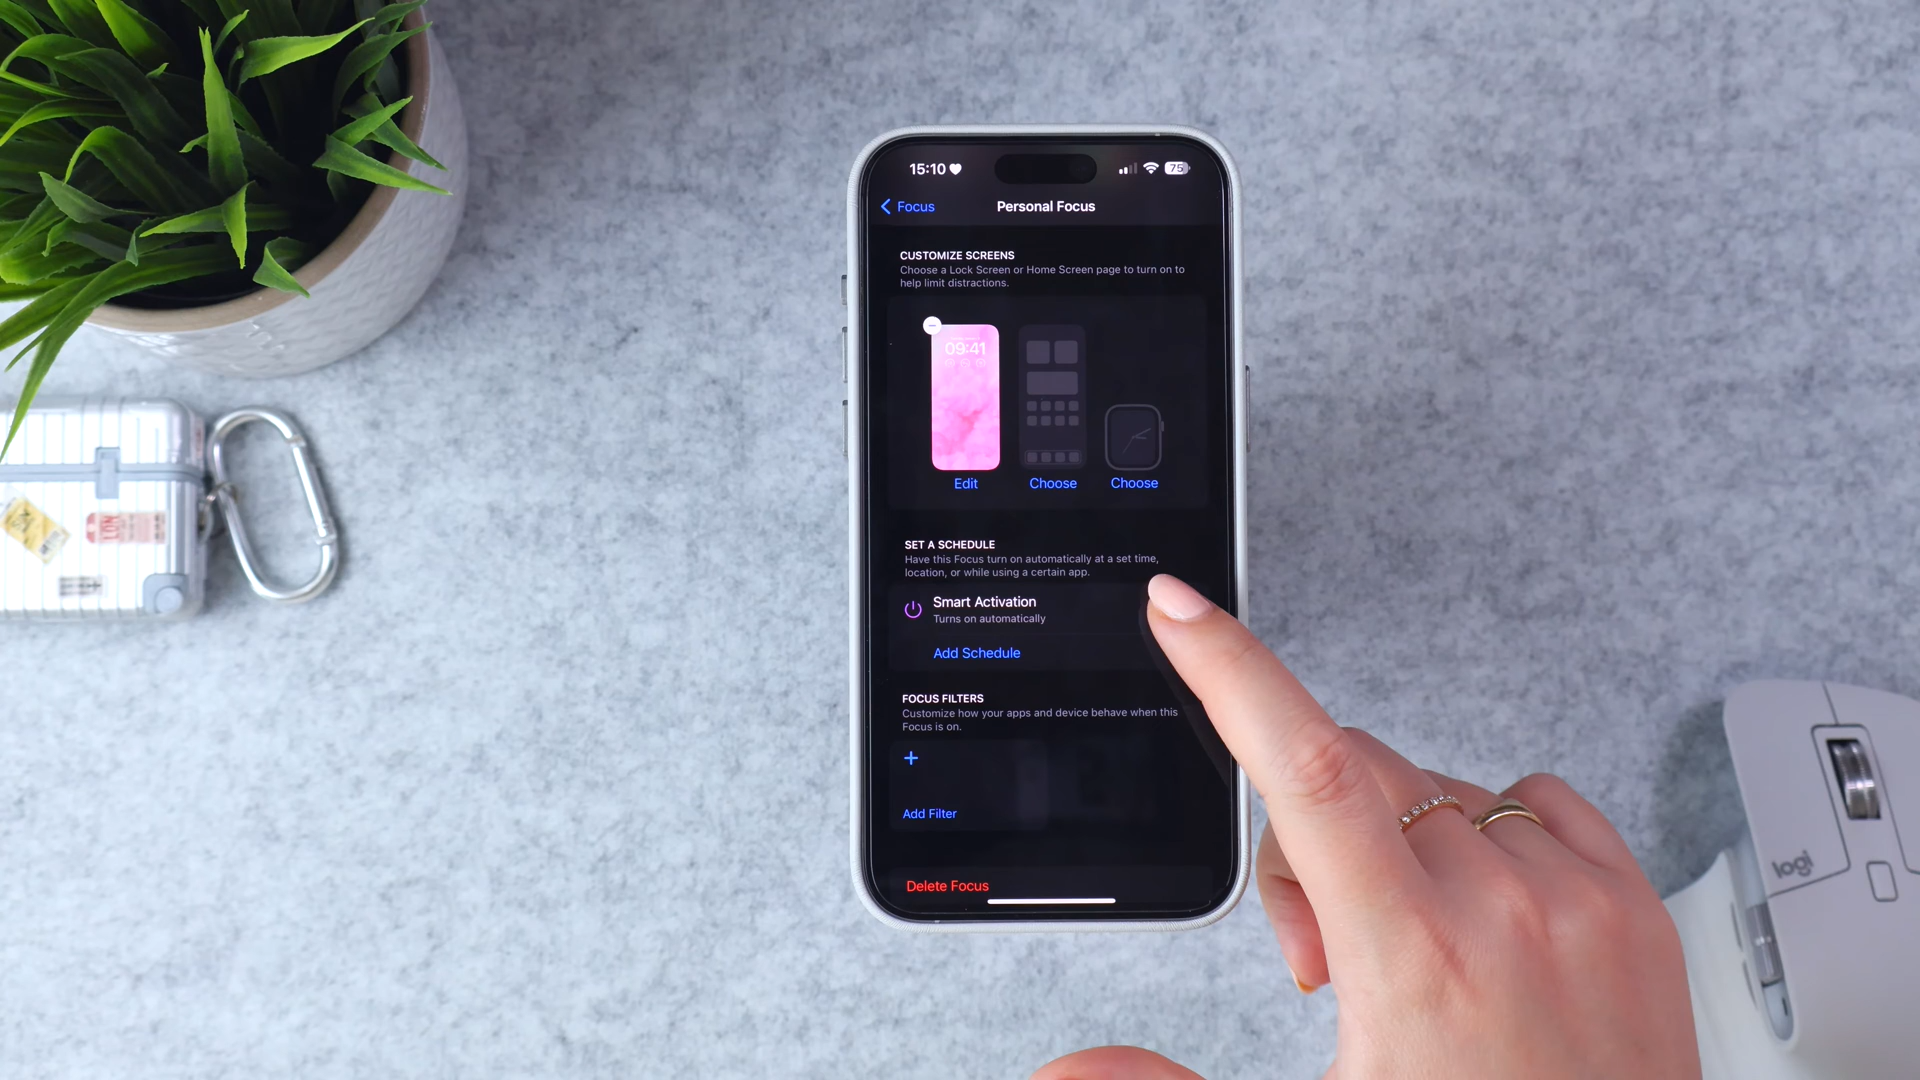 15:10
75
Focus
Personal Focus
CUSTOMIZE SCREENS
Choose a Lock Screen or Home Screen page to turn on to
help limit distractions.
09:41
Edit
Choose
Choose
SET A SCHEDULE
Have this Focus turn on automatically at a set time,
location, or while using a certain app.
Smart Activation
Turns on automatically
Add Schedule
FOCUS FILTERS
Customize how your apps and device behave when this
Focus is on.
Add Filter
Delete Focus
LON
logi